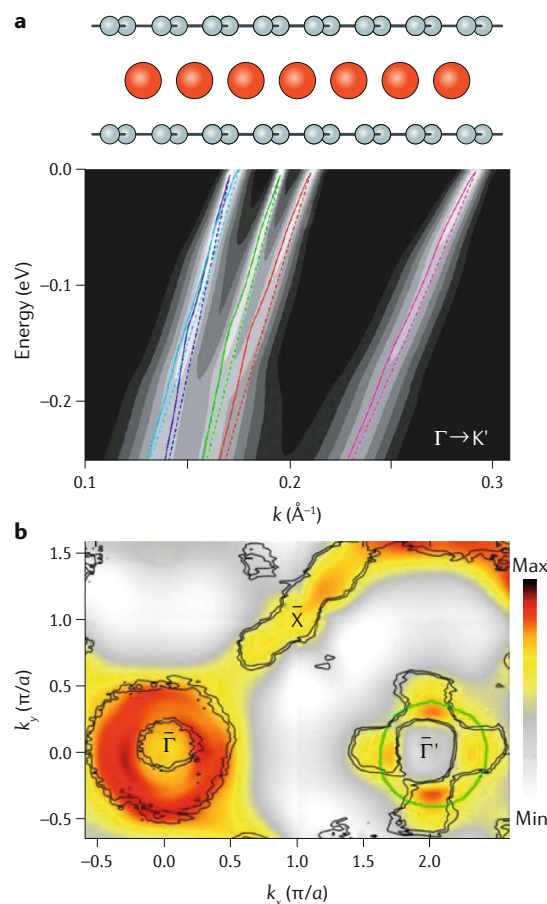 a
0.0
−0.1
−0.2
Energy (eV)
Γ→K'
0.1
0.2
0.3
k (Å⁻¹)
b
1.5
1.0
0.5
0.0
−0.5
k_y (π/a)
X̄
Γ̄
Γ̄'
Max
Min
−0.5
0.0
0.5
1.0
1.5
2.0
k_x (π/a)